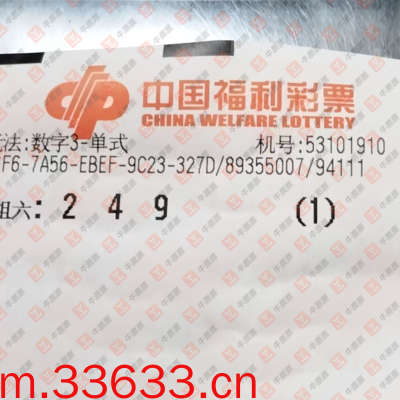 中国福利彩票
CHINA WELFARE LOTTERY
法:数字3-单式 机号:53101910
F6-7A56-EBEF-9C23-327D/89355007/94111
组六: 2 4 9 (1)
m.33633.cn